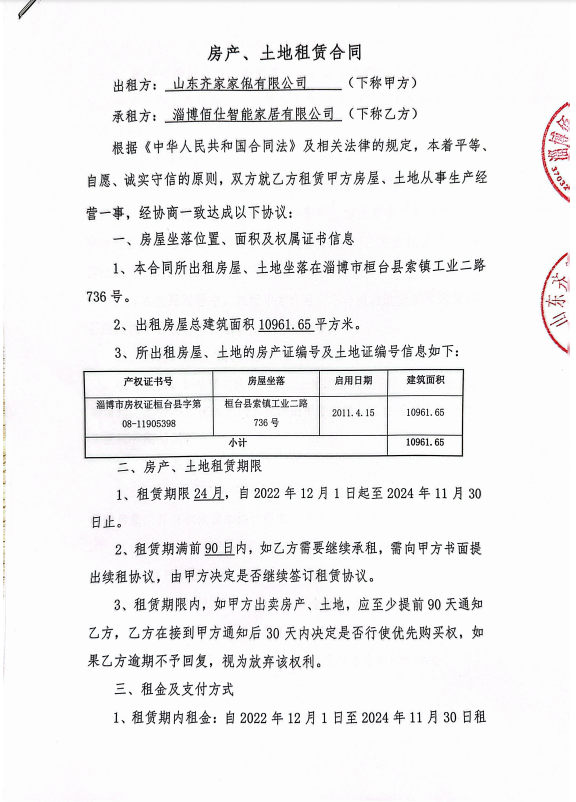 房产、土地租赁合同
出租方：山东齐家家俬有限公司（下称甲方）
承租方：淄博佰仕智能家居有限公司（下称乙方）
根据《中华人民共和国合同法》及相关法律的规定，本着平等、
自愿、诚实守信的原则，双方就乙方租赁甲方房屋、土地从事生产经
营一事，经协商一致达成以下协议：
一、房屋坐落位置、面积及权属证书信息
1、本合同所出租房屋、土地坐落在淄博市桓台县索镇工业二路
736号。
2、出租房屋总建筑面积10961.65平方米。
3、所出租房屋、土地的房产证编号及土地证编号信息如下：
产权证书号 房屋坐落 启用日期 建筑面积
淄博市房权证桓台县字第 桓台县索镇工业二路 2011.4.15 10961.65
08-11905398 736号
小计 10961.65
二、房产、土地租赁期限
1、租赁期限24月，自2022年12月1日起至2024年11月30
日止。
2、租赁期满前90日内，如乙方需要继续承租，需向甲方书面提
出续租协议，由甲方决定是否继续签订租赁协议。
3、租赁期限内，如甲方出卖房产、土地，应至少提前90天通知
乙方，乙方在接到甲方通知后30天内决定是否行使优先购买权，如
果乙方逾期不予回复，视为放弃该权利。
三、租金及支付方式
1、租赁期内租金：自2022年12月1日至2024年11月30日租
淄博
37032
山东